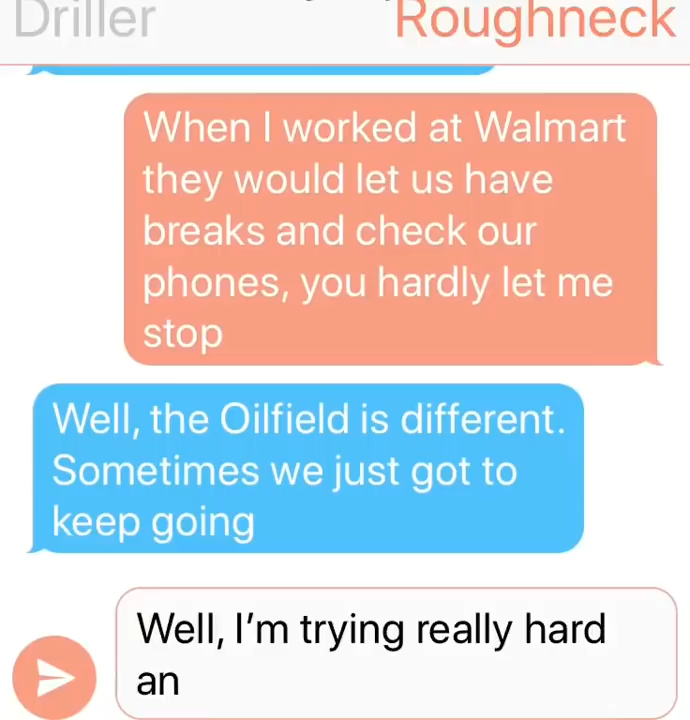 Driller Roughneck
When I worked at Walmart
they would let us have
breaks and check our
phones, you hardly let me
stop
Well, the Oilfield is different.
Sometimes we just got to
keep going
Well, I'm trying really hard
an